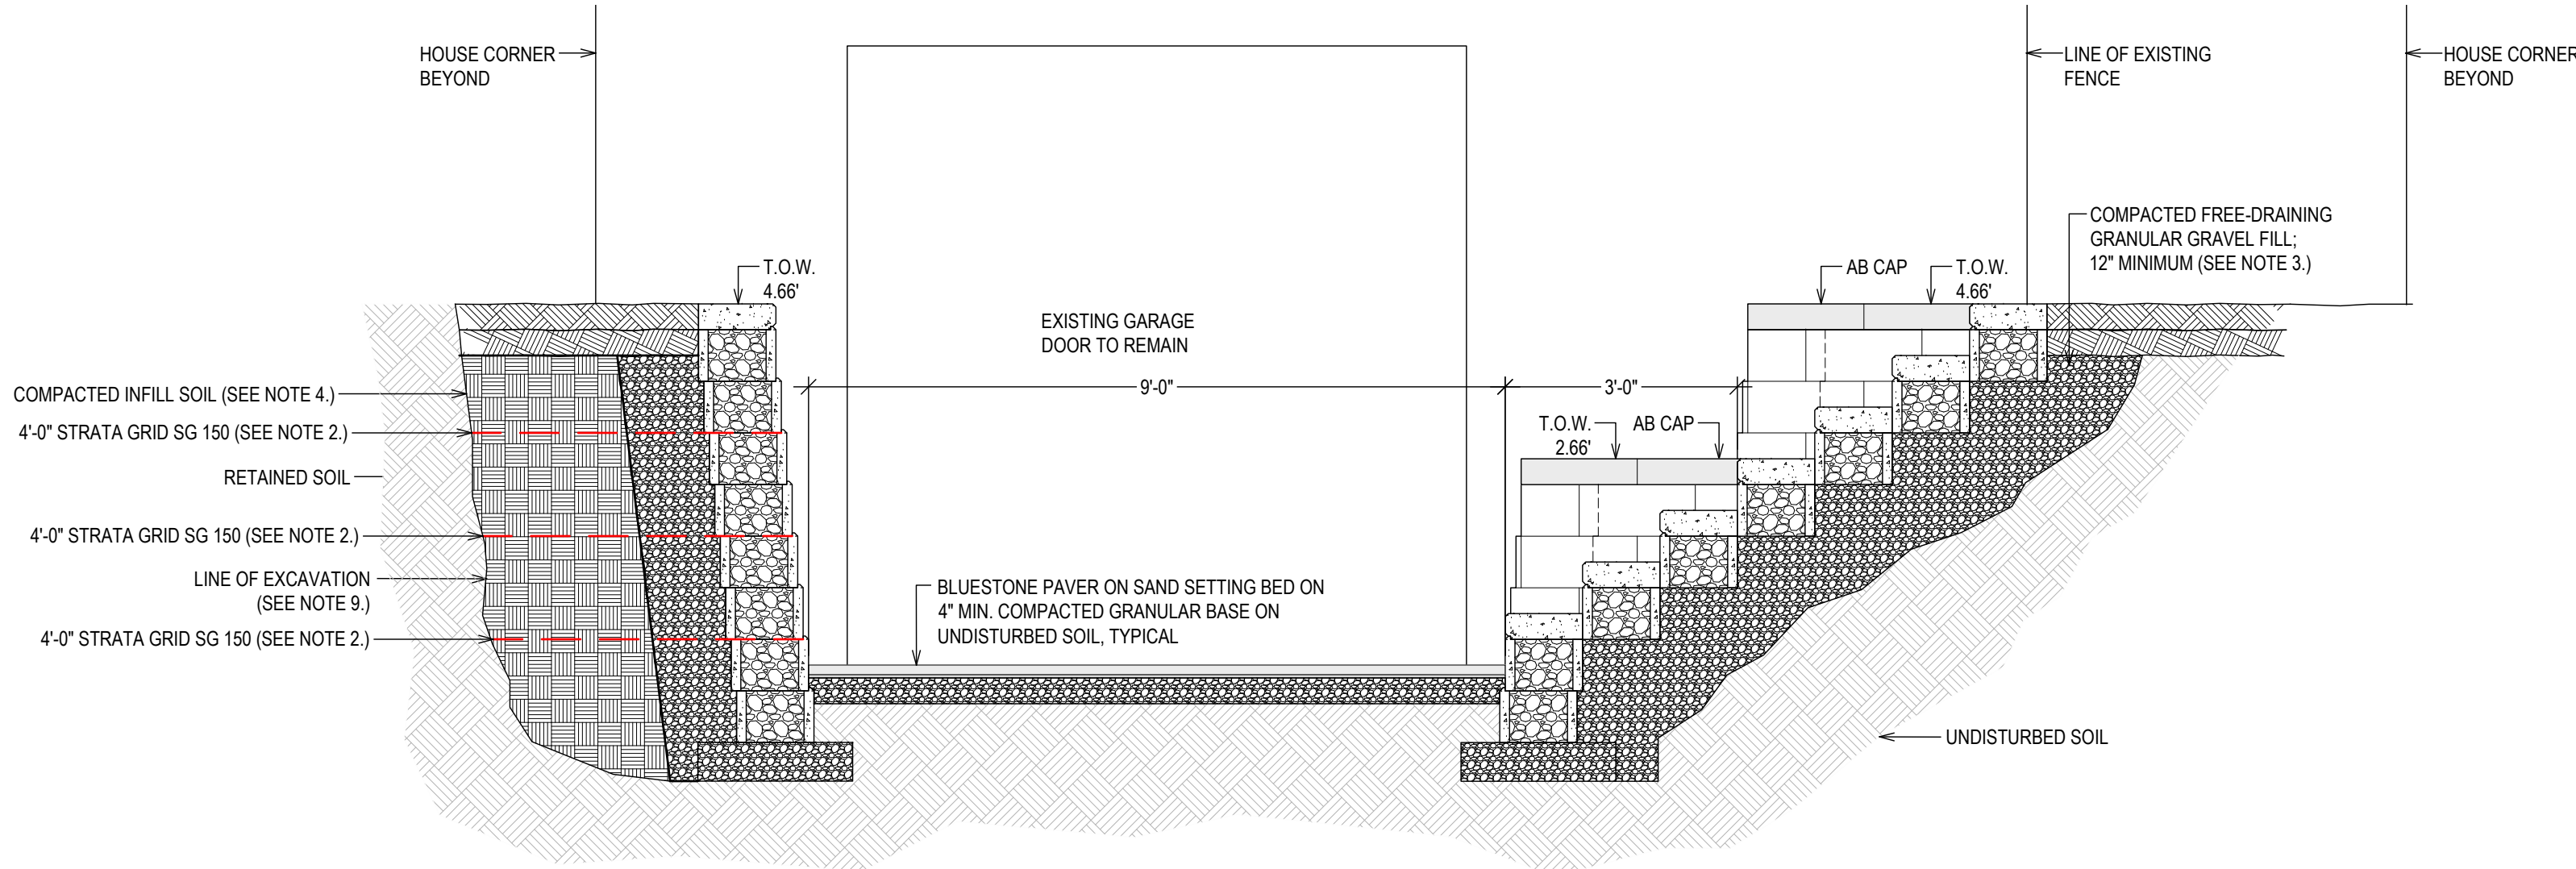 HOUSE CORNER
BEYOND
LINE OF EXISTING
FENCE
HOUSE CORNER
BEYOND
COMPACTED FREE-DRAINING
GRANULAR GRAVEL FILL;
12" MINIMUM (SEE NOTE 3.)
T.O.W.
4.66'
AB CAP
T.O.W.
4.66'
EXISTING GARAGE
DOOR TO REMAIN
COMPACTED INFILL SOIL (SEE NOTE 4.)
9'-0"
3'-0"
4'-0" STRATA GRID SG 150 (SEE NOTE 2.)
T.O.W.
2.66'
AB CAP
RETAINED SOIL
4'-0" STRATA GRID SG 150 (SEE NOTE 2.)
LINE OF EXCAVATION
(SEE NOTE 9.)
BLUESTONE PAVER ON SAND SETTING BED ON
4" MIN. COMPACTED GRANULAR BASE ON
UNDISTURBED SOIL, TYPICAL
4'-0" STRATA GRID SG 150 (SEE NOTE 2.)
UNDISTURBED SOIL